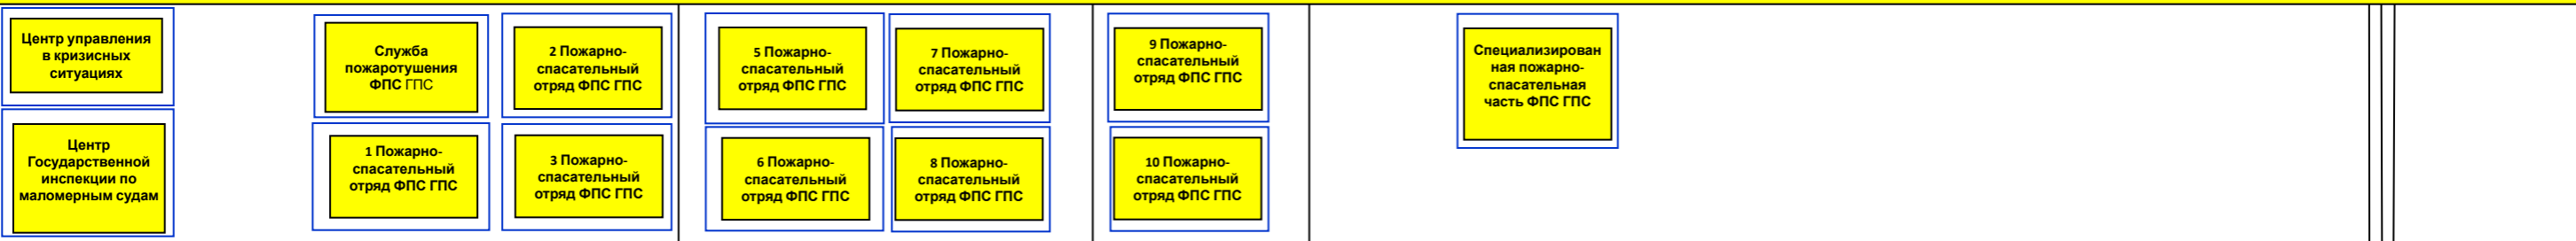 Центр управления
в кризисных
ситуациях
Центр
Государственной
инспекции по
маломерным судам
Служба
пожаротушения
ФПС ГПС
1 Пожарно-
спасательный
отряд ФПС ГПС
2 Пожарно-
спасательный
отряд ФПС ГПС
3 Пожарно-
спасательный
отряд ФПС ГПС
5 Пожарно-
спасательный
отряд ФПС ГПС
6 Пожарно-
спасательный
отряд ФПС ГПС
7 Пожарно-
спасательный
отряд ФПС ГПС
8 Пожарно-
спасательный
отряд ФПС ГПС
9 Пожарно-
спасательный
отряд ФПС ГПС
10 Пожарно-
спасательный
отряд ФПС ГПС
Специализирован
ная пожарно-
спасательная
часть ФПС ГПС